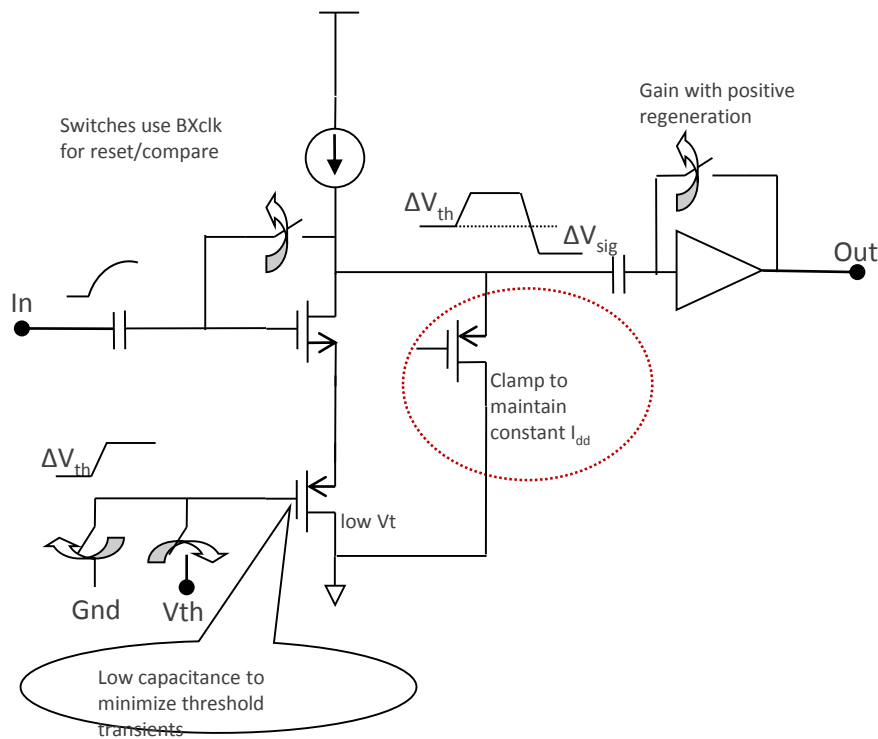 Gain with positive
regeneration
Switches use BXclk
for reset/compare
ΔVth
ΔVsig
Out
In
Clamp to
maintain
constant Idd
ΔVth
low Vt
Gnd
Vth
Low capacitance to
minimize threshold
transients